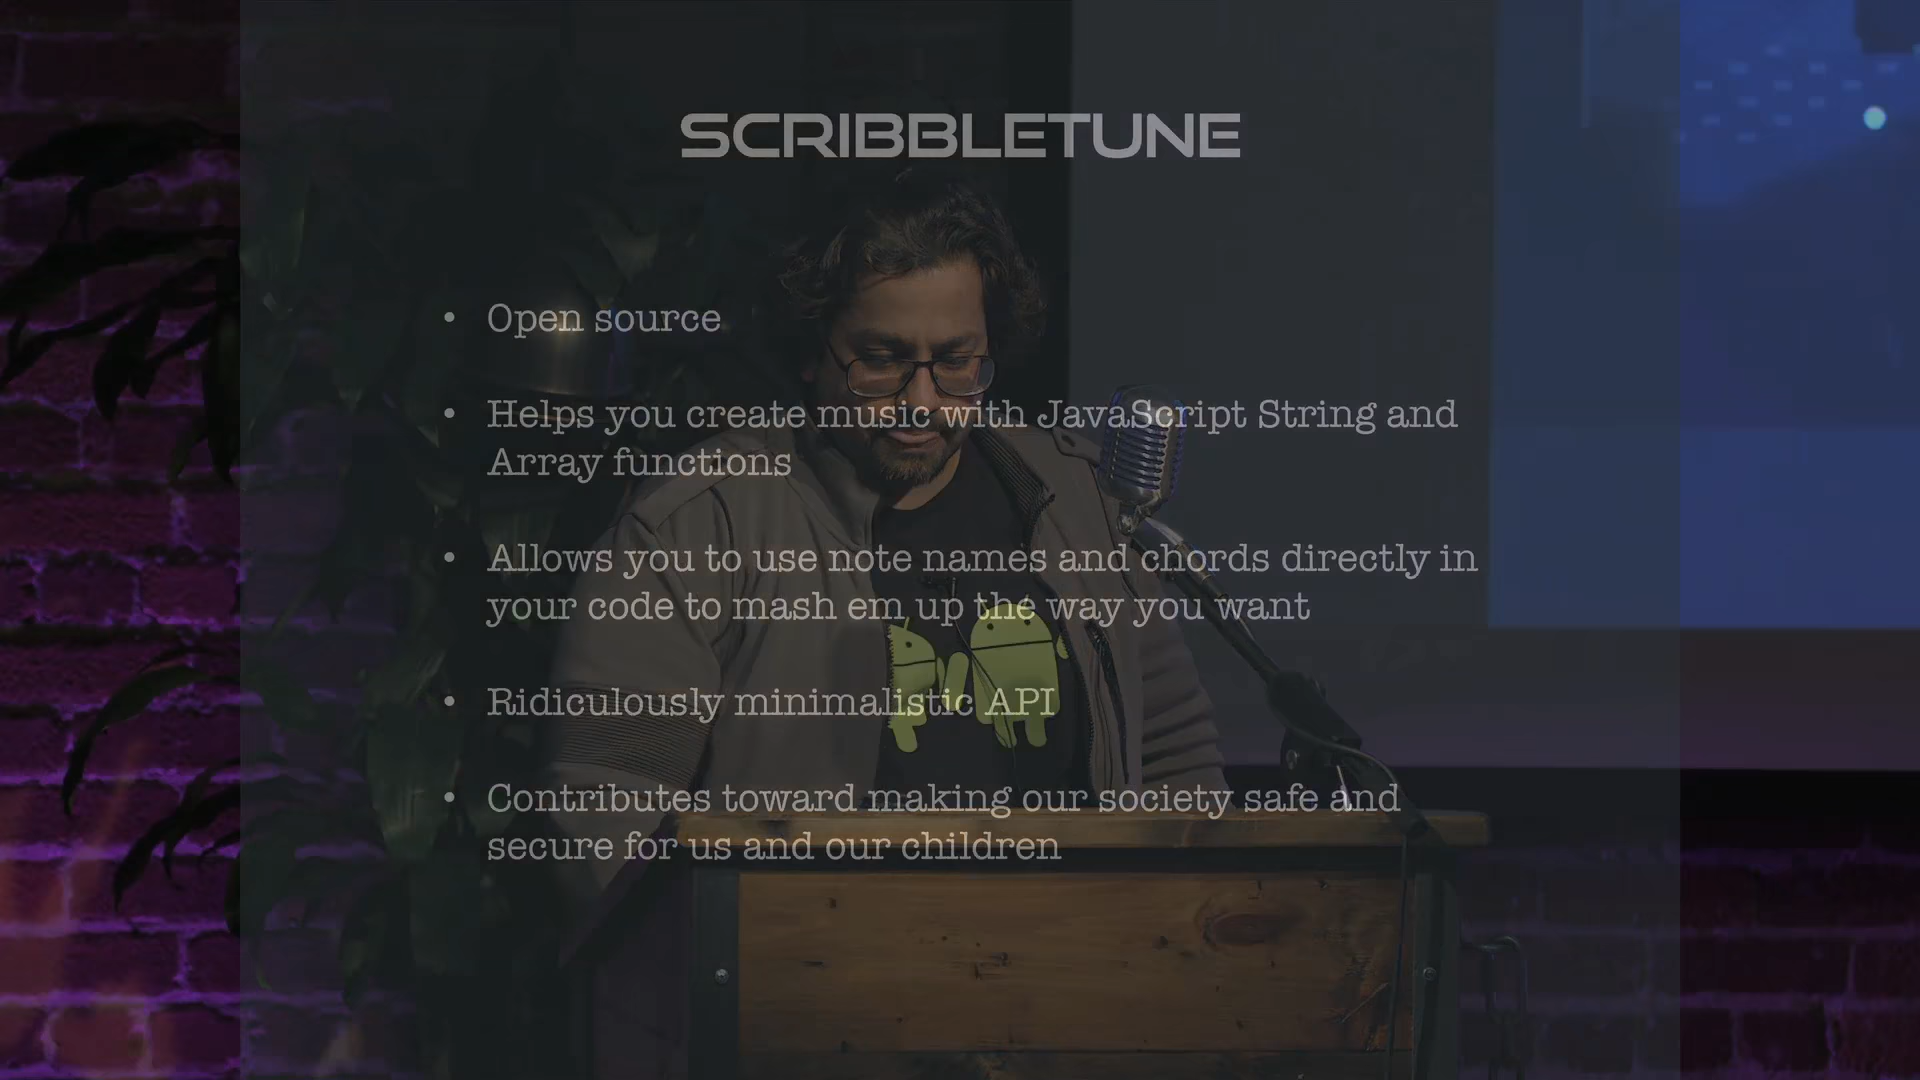 SCRIBBLETUNE
• Open source
• Helps you create music with JavaScript String and
Array functions
• Allows you to use note names and chords directly in
your code to mash em up the way you want
• Ridiculously minimalistic API
• Contributes toward making our society safe and
secure for us and our children